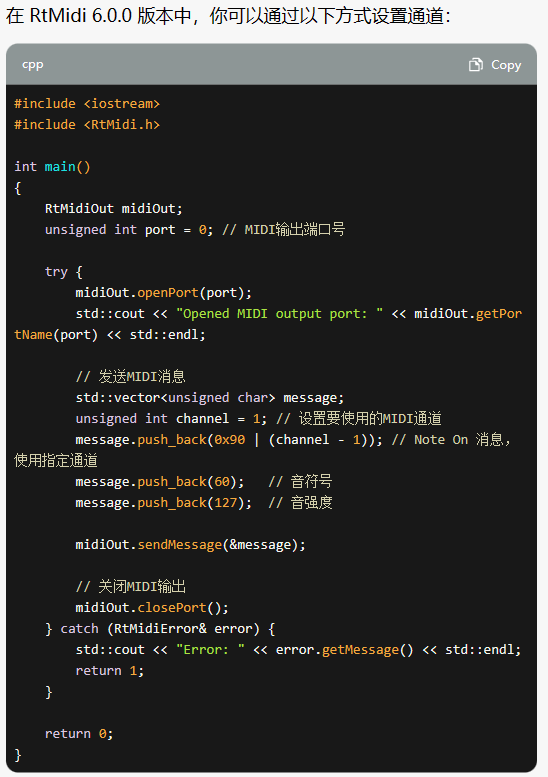 在 RtMidi 6.0.0 版本中，你可以通过以下方式设置通道：
cpp
Copy
#include <iostream>
#include <RtMidi.h>
int main()
{
    RtMidiOut midiOut;
    unsigned int port = 0; // MIDI输出端口号
    try {
        midiOut.openPort(port);
        std::cout << "Opened MIDI output port: " << midiOut.getPor
tName(port) << std::endl;
        // 发送MIDI消息
        std::vector<unsigned char> message;
        unsigned int channel = 1; // 设置要使用的MIDI通道
        message.push_back(0x90 | (channel - 1)); // Note On 消息，
使用指定通道
        message.push_back(60);   // 音符号
        message.push_back(127);  // 音强度
        midiOut.sendMessage(&message);
        // 关闭MIDI输出
        midiOut.closePort();
    } catch (RtMidiError& error) {
        std::cout << "Error: " << error.getMessage() << std::endl;
        return 1;
    }
    return 0;
}